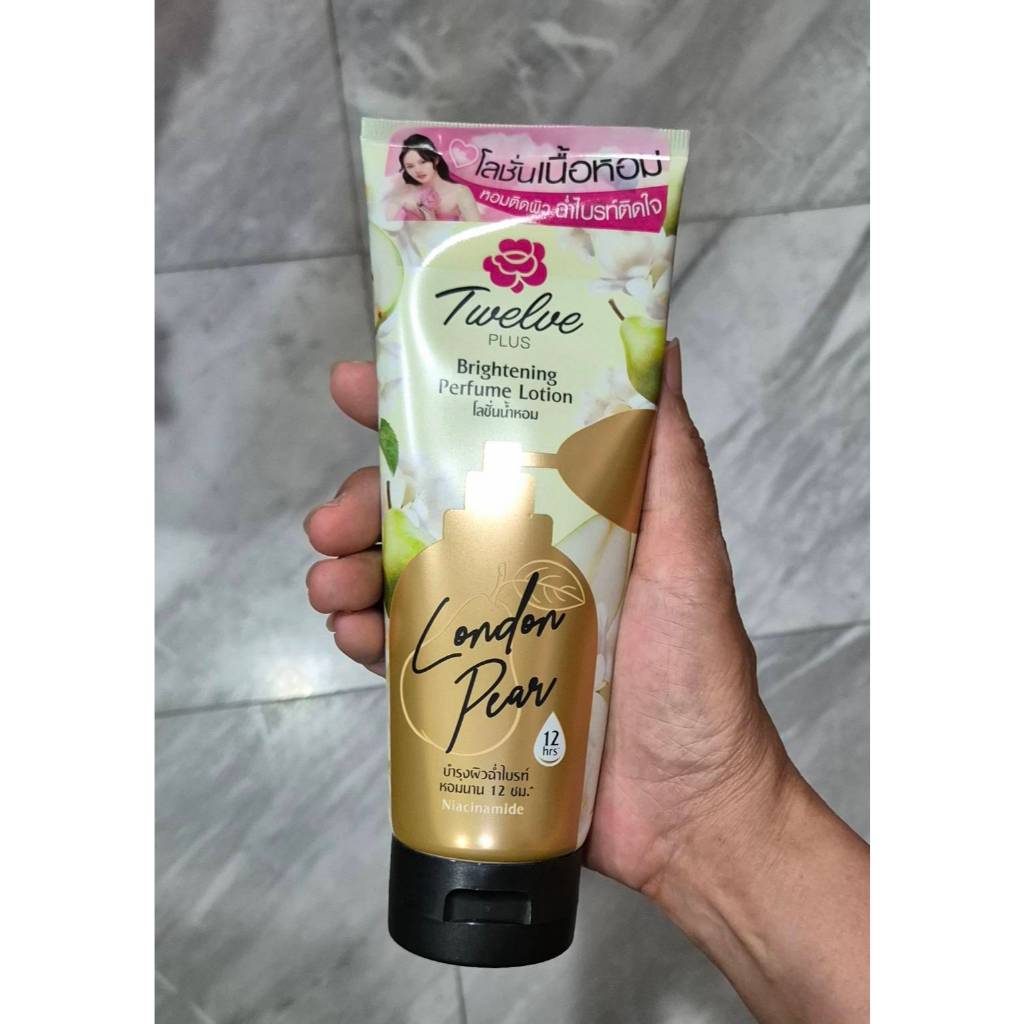 โลชั่นเนื้อหอม
หอมติดผิว ฉ่ำไบรท์ติดใจ
Twelve
PLUS
Brightening
Perfume Lotion
โลชั่นน้ำหอม
London
Pear
12
hrs
บำรุงผิวฉ่ำไบรท์
หอมนาน 12 ชม.^
Niacinamide